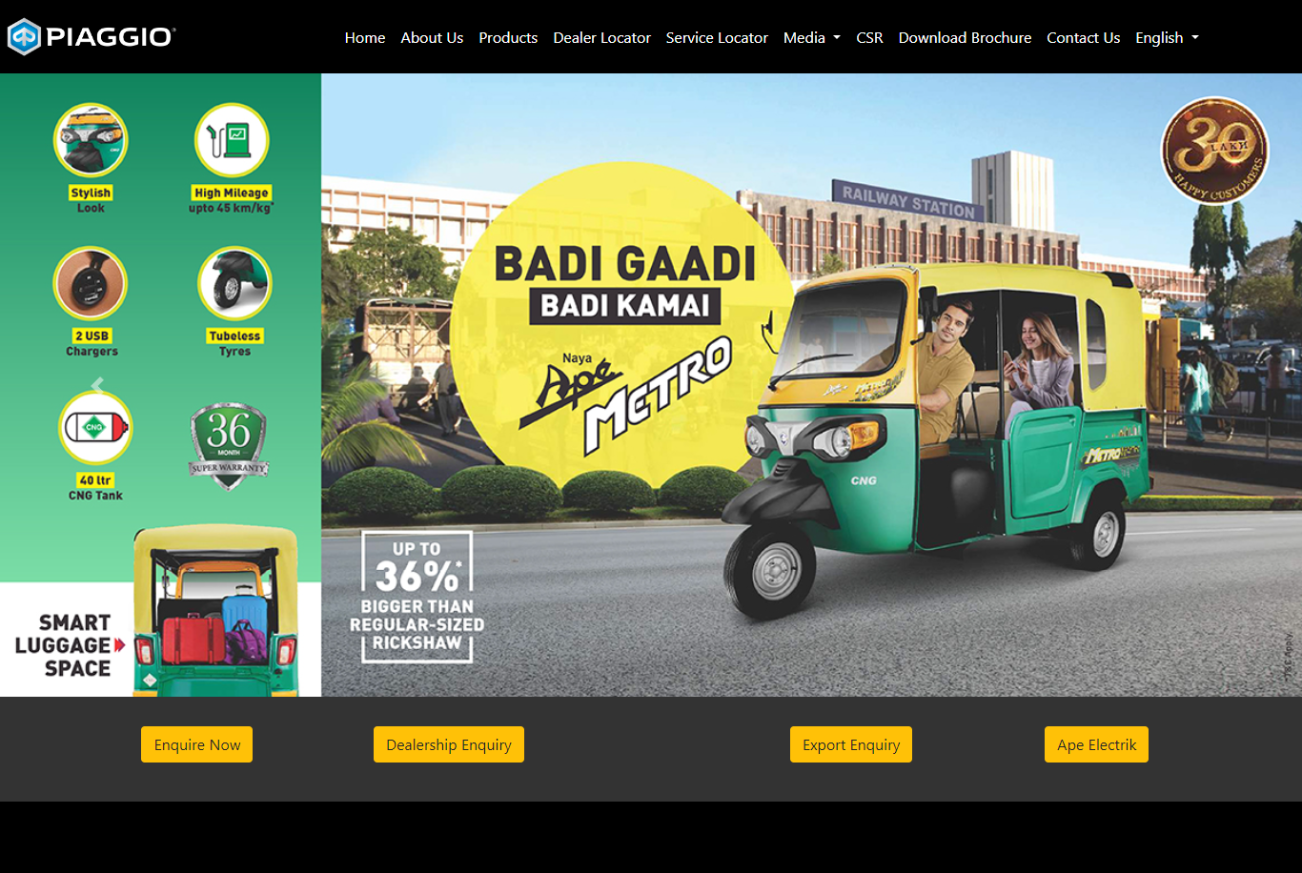 PIAGGIO
Home About Us Products Dealer Locator Service Locator Media CSR Download Brochure Contact Us English
Stylish
Look
High Mileage
upto 45 km/kg*
2 USB
Chargers
Tubeless
Tyres
CNG
40 ltr
CNG Tank
36
MONTH
SUPER WARRANTY
SMART
LUGGAGE
SPACE
RAILWAY STATION
30
LAKH
HAPPY CUSTOMERS
BADI GAADI
BADI KAMAI
Naya
Ape
METRO
CNG
METRO
UP TO
36%*
BIGGER THAN
REGULAR-SIZED
RICKSHAW
*T&S Apply.
Enquire Now
Dealership Enquiry
Export Enquiry
Ape Electrik